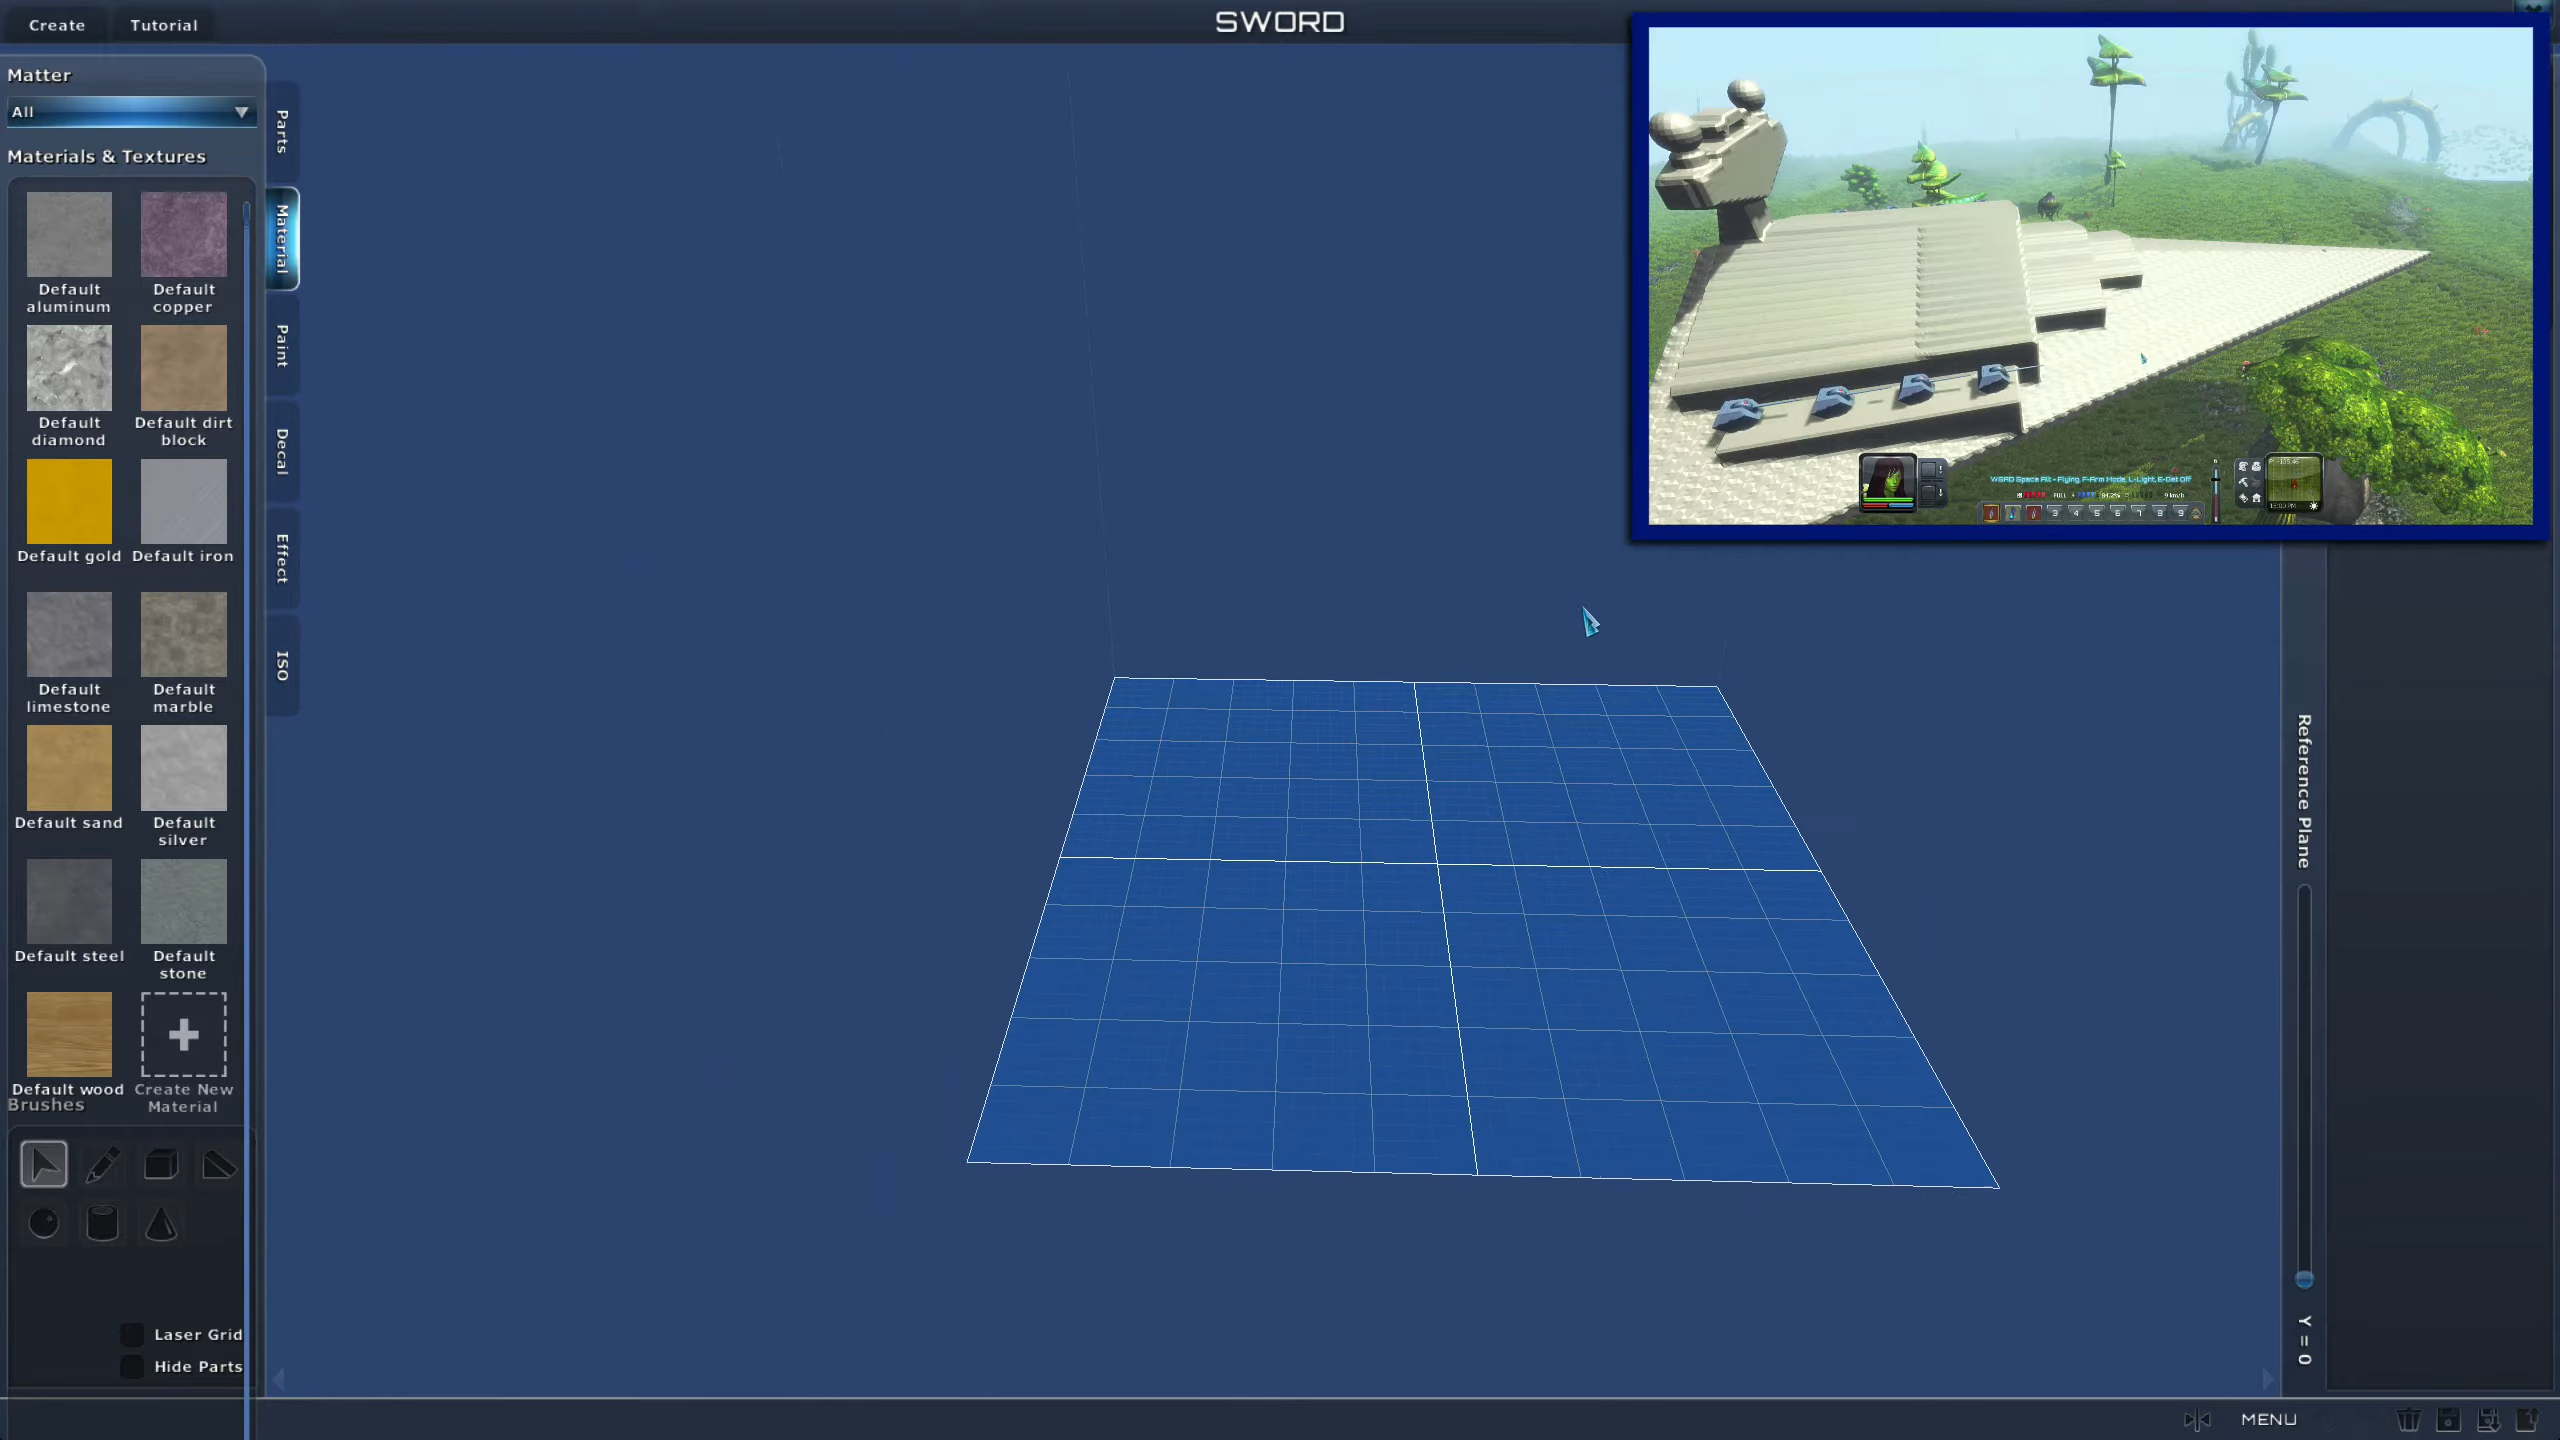 Create
Tutorial
SWORD
Matter
All
Materials & Textures
Default aluminum
Default copper
Default diamond
Default dirt block
Default gold
Default iron
Default limestone
Default marble
Default sand
Default silver
Default steel
Default stone
Default wood
Create New Material
Brushes
Laser Grid
Hide Parts
Parts
Material
Paint
Decal
Effect
ISO
Reference Plane
Y = 0
MENU